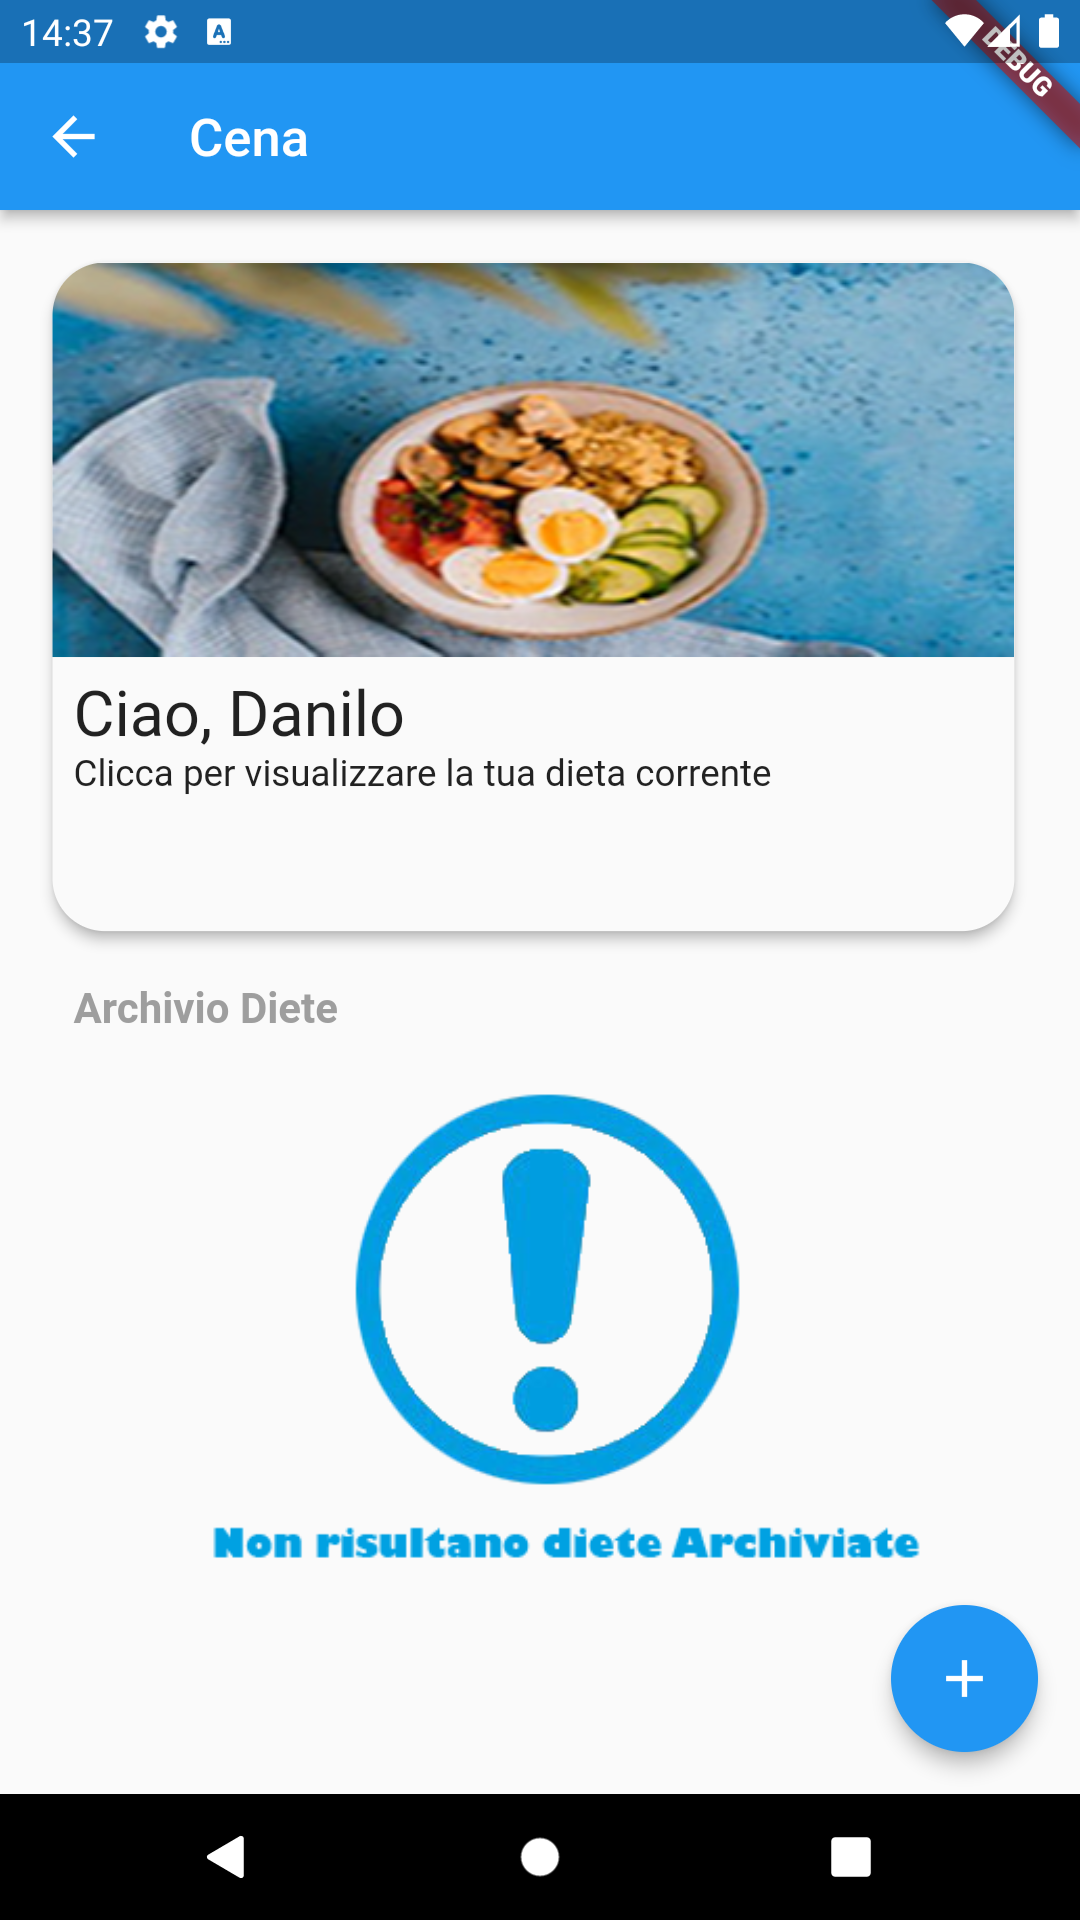 14:37
DEBUG
Cena
Ciao, Danilo
Clicca per visualizzare la tua dieta corrente
Archivio Diete
Non risultano diete Archiviate